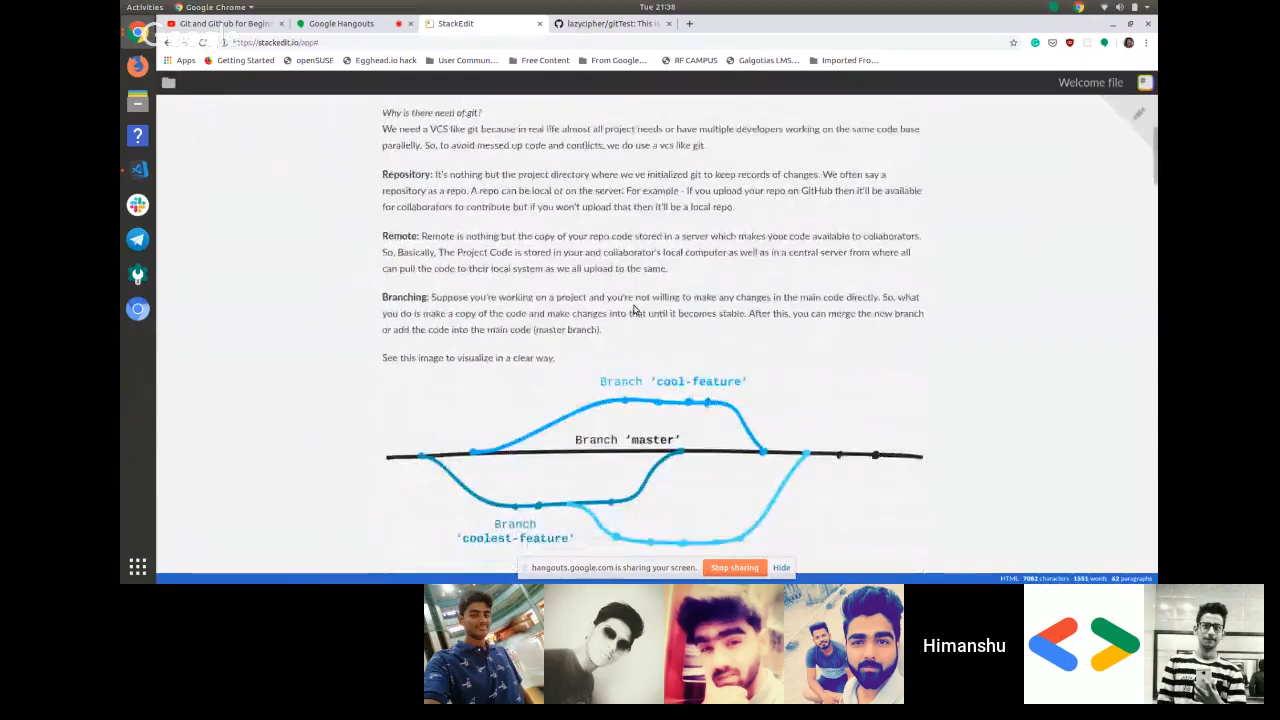 Activities Google Chrome Tue 21:38
Git and Github for Beginn Google Hangouts StackEdit lazycipher/gitTest: This is
Google
https://stackedit.io/app#
Apps Getting Started openSUSE Egghead.io hack User Commun... Free Content From Google... RF CAMPUS Galgotias LMS... Imported Fro...
Welcome file
Why is there need of git?
We need a VCS like git because in real life almost all project needs or have multiple developers working on the same code base
paralelly. So, to avoid messed up code and conflicts, we do use a vcs like git
Repository: It's nothing but the project directory where we've initialized git to keep records of changes. We often say a
repository as a repo. A repo can be local or on the server. For example - If you upload your repo on GitHub then it'll be available
for collaborators to contribute but if you won't upload that then it'll be a local repo.
Remote: Remote is nothing but the copy of your repo code stored in a server which makes your code available to collaborators.
So, Basically, The Project Code is stored in your and collaborator's local computer as well as in a central server from where all
can pull the code to their local system as we all upload to the same.
Branching: Suppose you're working on a project and you're not willing to make any changes in the main code directly. So, what
you do is make a copy of the code and make changes into that until it becomes stable. After this, you can merge the new branch
or add the code into the main code (master branch).
See this image to visualize in a clear way,
Branch 'cool-feature'
Branch 'master'
Branch
'coolest-feature'
hangouts.google.com is sharing your screen. Stop sharing Hide
HTML 7082 characters 1551 words 62 paragraphs
Himanshu